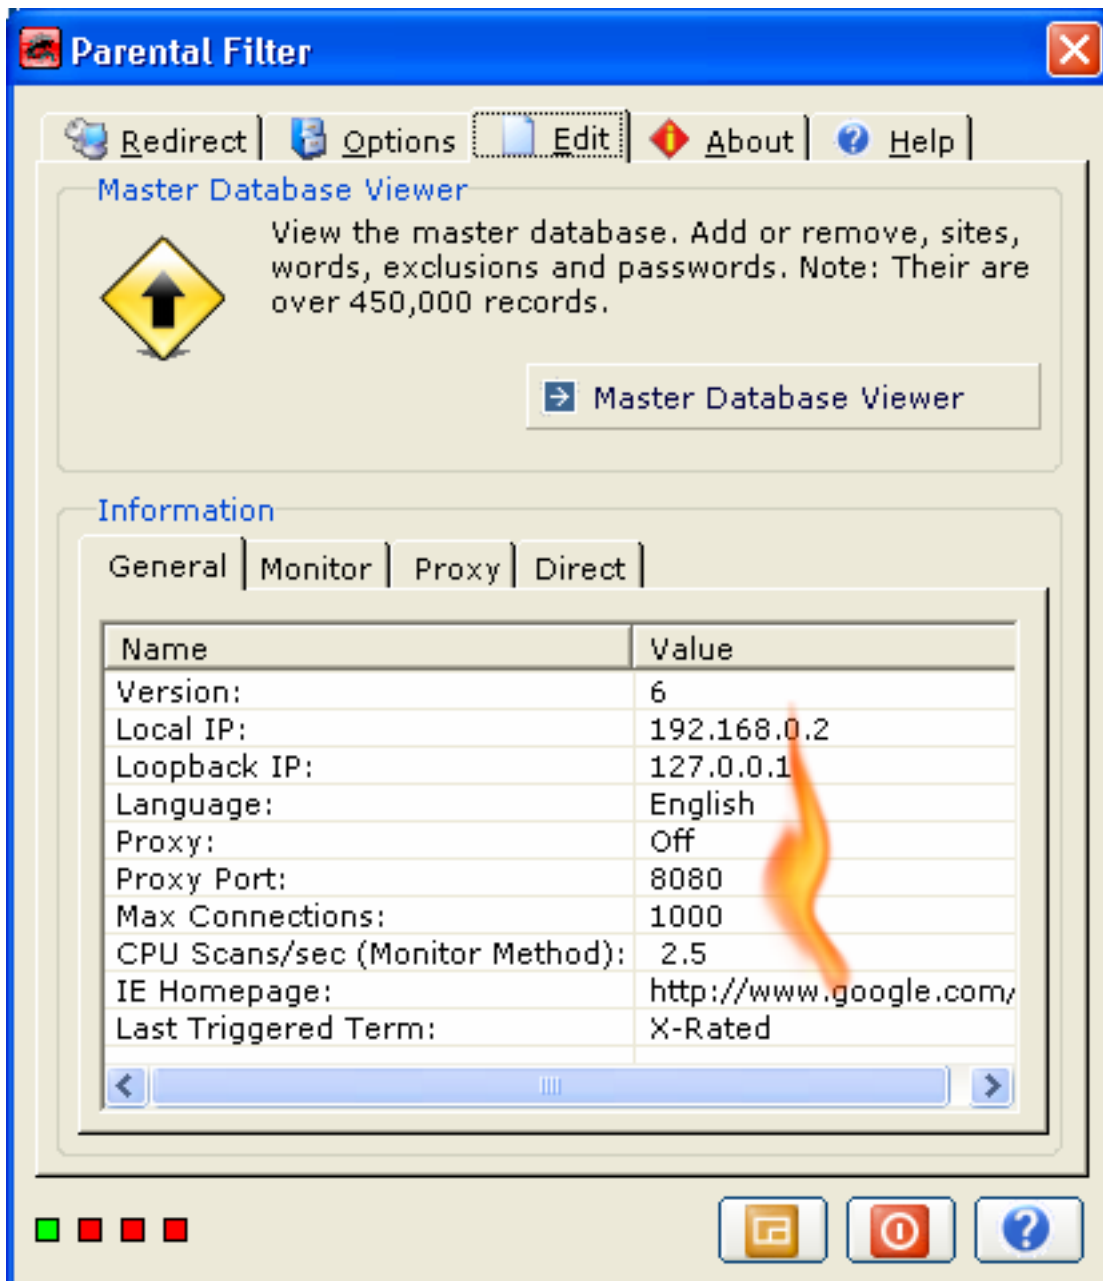 Parental Filter
Redirect Options Edit About Help
Master Database Viewer
View the master database. Add or remove, sites,
words, exclusions and passwords. Note: Their are
over 450,000 records.
Master Database Viewer
Information
General Monitor Proxy Direct
Name Value
Version: 6
Local IP: 192.168.0.2
Loopback IP: 127.0.0.1
Language: English
Proxy: Off
Proxy Port: 8080
Max Connections: 1000
CPU Scans/sec (Monitor Method): 2.5
IE Homepage: http://www.google.com/
Last Triggered Term: X-Rated